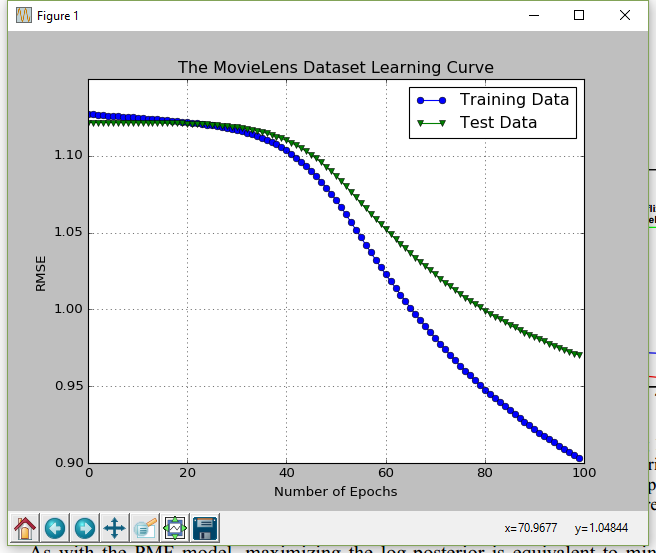 Figure 1
The MovieLens Dataset Learning Curve
Training Data
Test Data
1.10
1.05
1.00
0.95
0.90
RMSE
0
20
40
60
80
100
Number of Epochs
x=70.9677 y=1.04844
As with the PMF model, maximizing the log-posterior is equivalent to